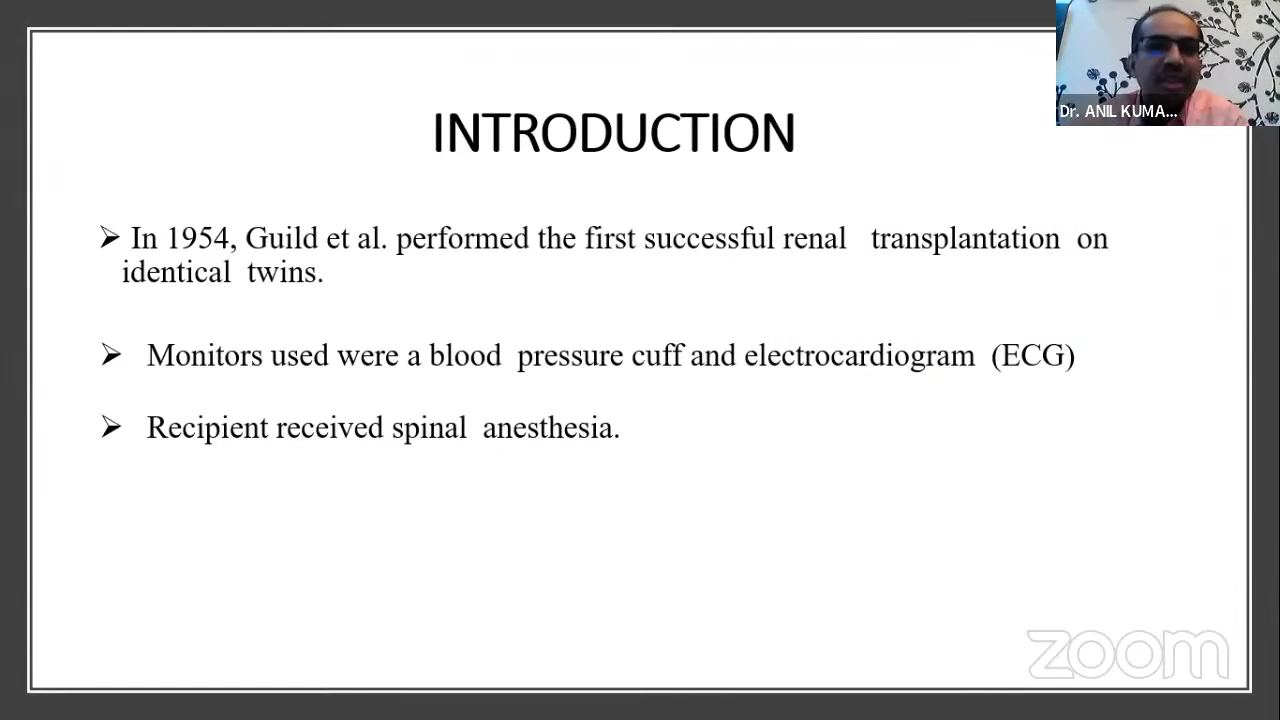 Dr. ANIL KUMA...
INTRODUCTION
➢ In 1954, Guild et al. performed the first successful renal transplantation on
identical twins.
➢ Monitors used were a blood pressure cuff and electrocardiogram (ECG)
➢ Recipient received spinal anesthesia.
zoom